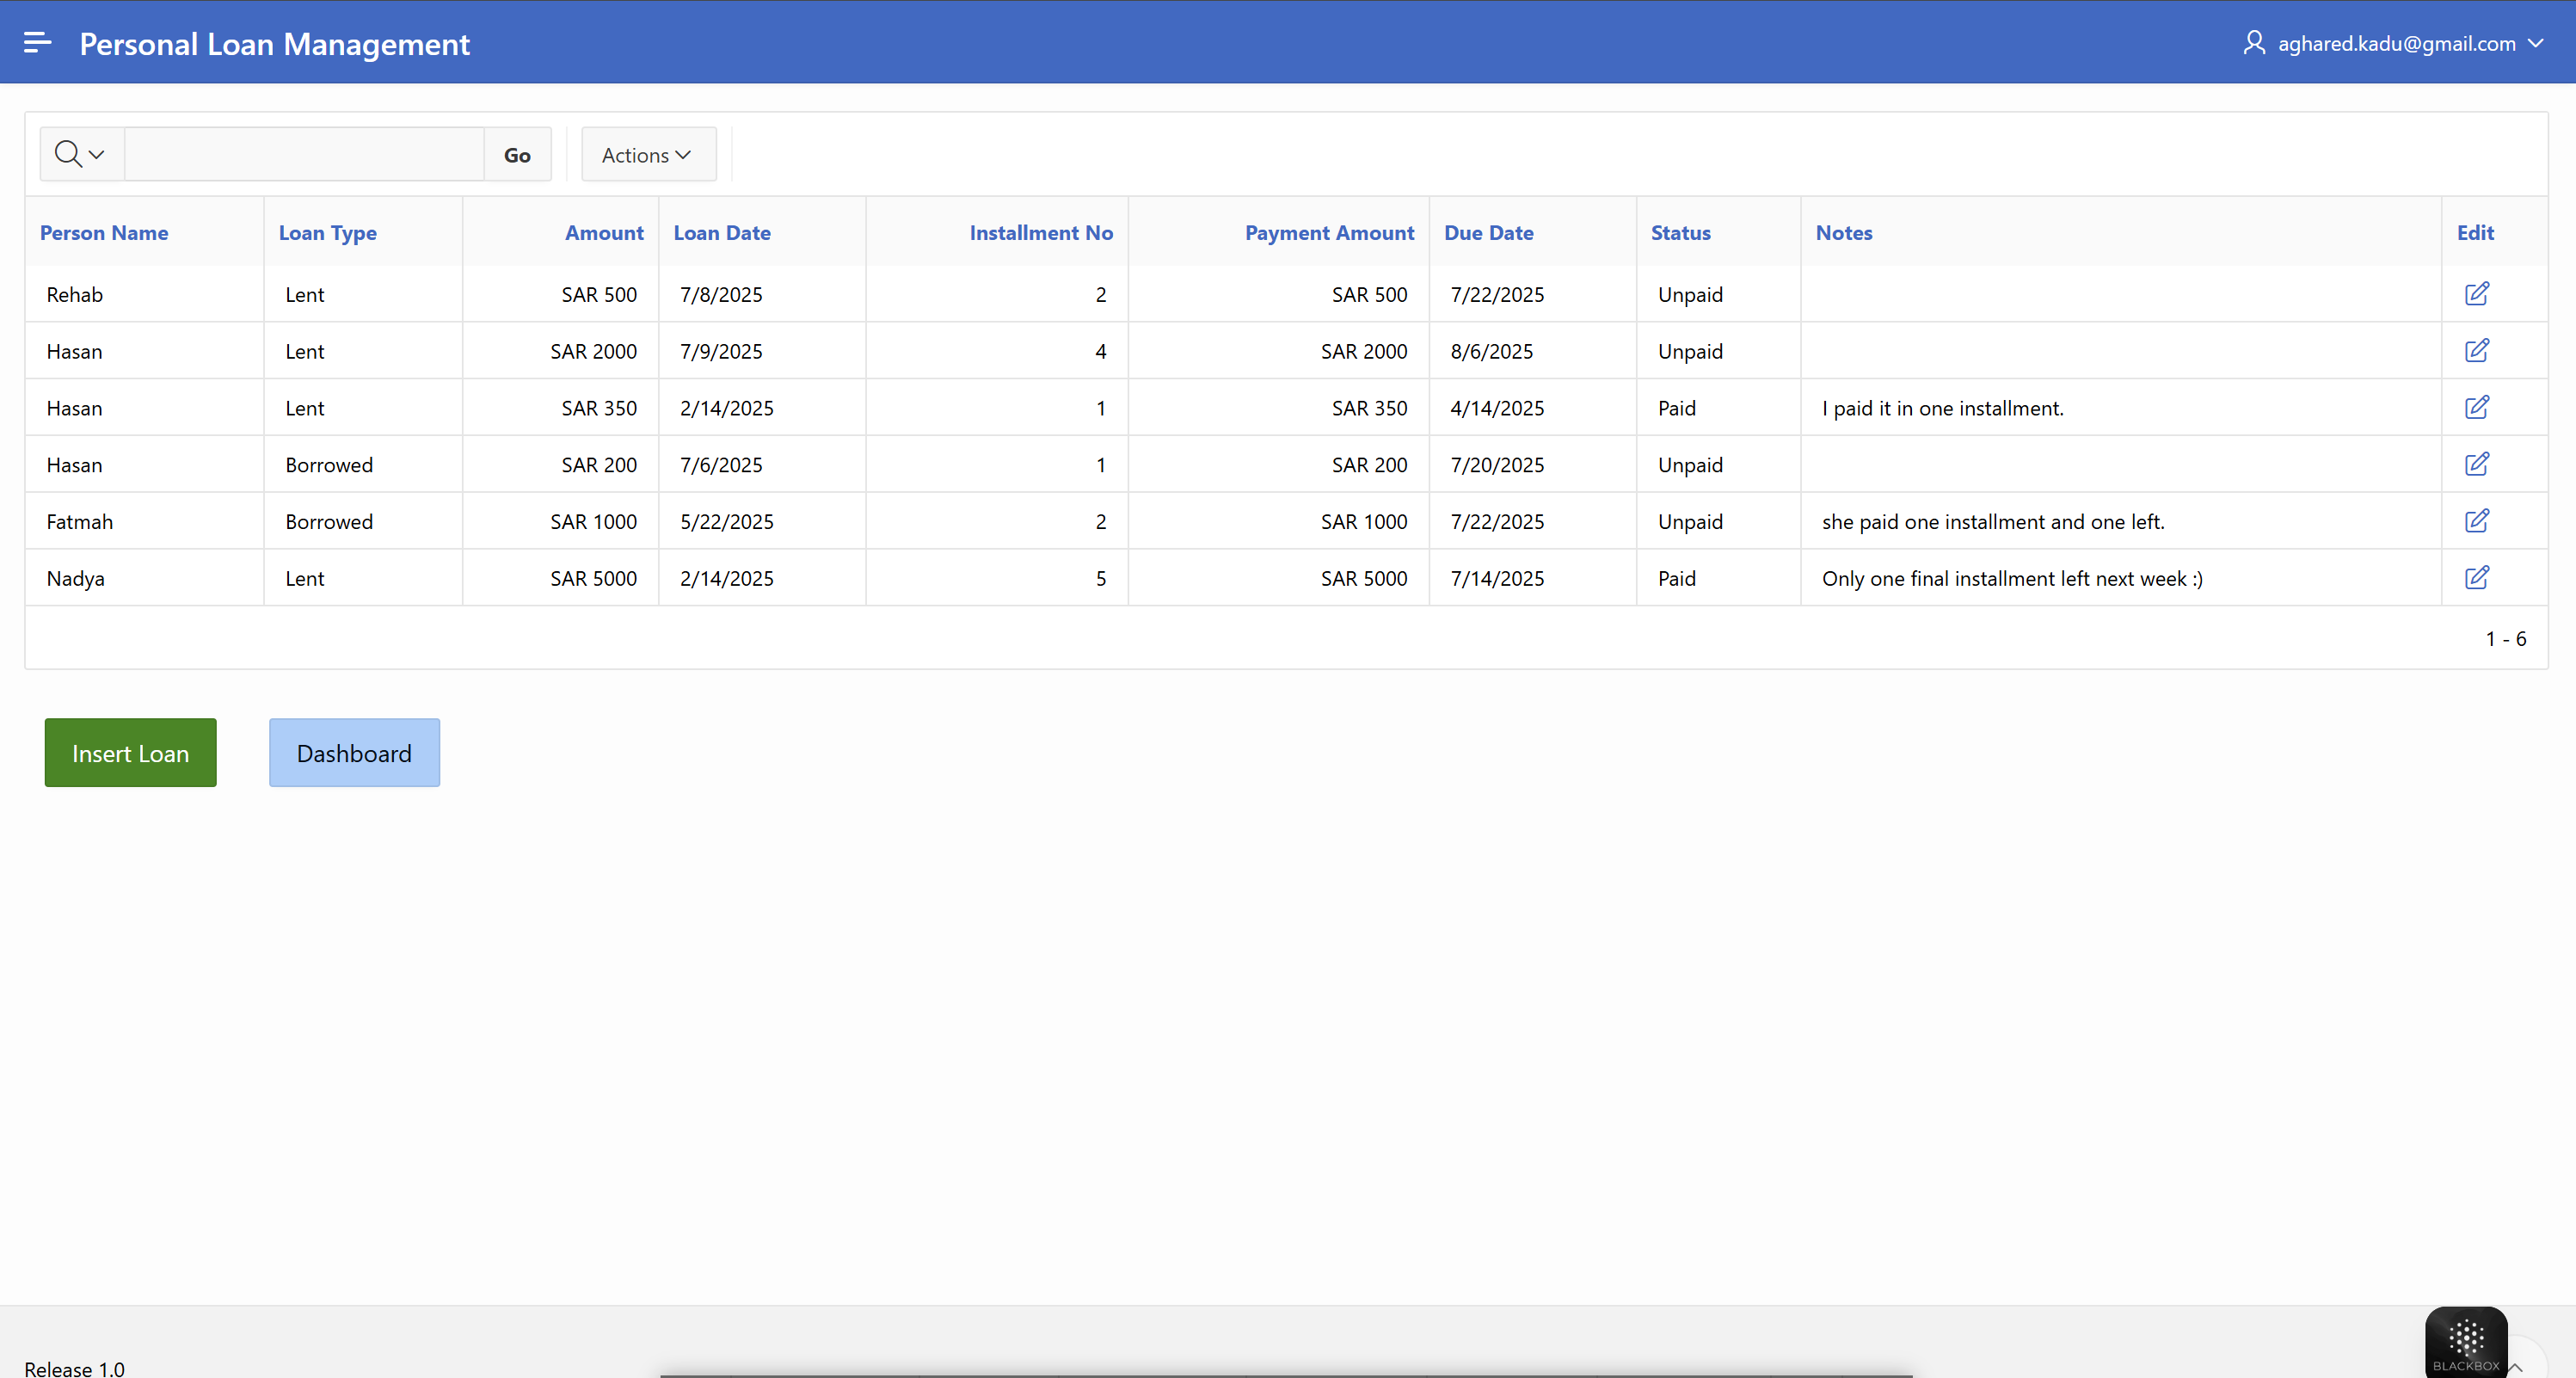 Personal Loan Management
aghared.kadu@gmail.com
Go
Actions
Person Name Loan Type Amount Loan Date Installment No Payment Amount Due Date Status Notes Edit
Rehab Lent SAR 500 7/8/2025 2 SAR 500 7/22/2025 Unpaid
Hasan Lent SAR 2000 7/9/2025 4 SAR 2000 8/6/2025 Unpaid
Hasan Lent SAR 350 2/14/2025 1 SAR 350 4/14/2025 Paid I paid it in one installment.
Hasan Borrowed SAR 200 7/6/2025 1 SAR 200 7/20/2025 Unpaid
Fatmah Borrowed SAR 1000 5/22/2025 2 SAR 1000 7/22/2025 Unpaid she paid one installment and one left.
Nadya Lent SAR 5000 2/14/2025 5 SAR 5000 7/14/2025 Paid Only one final installment left next week :)
1 - 6
Insert Loan
Dashboard
BLACKBOX
Release 1.0